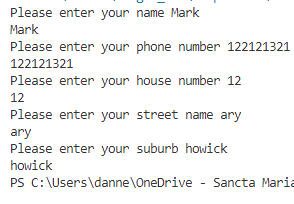 Please enter your name Mark
Mark
Please enter your phone number 122121321
122121321
Please enter your house number 12
12
Please enter your street name ary
ary
Please enter your suburb howick
howick
PS C:\Users\danne\OneDrive - Sancta Maria